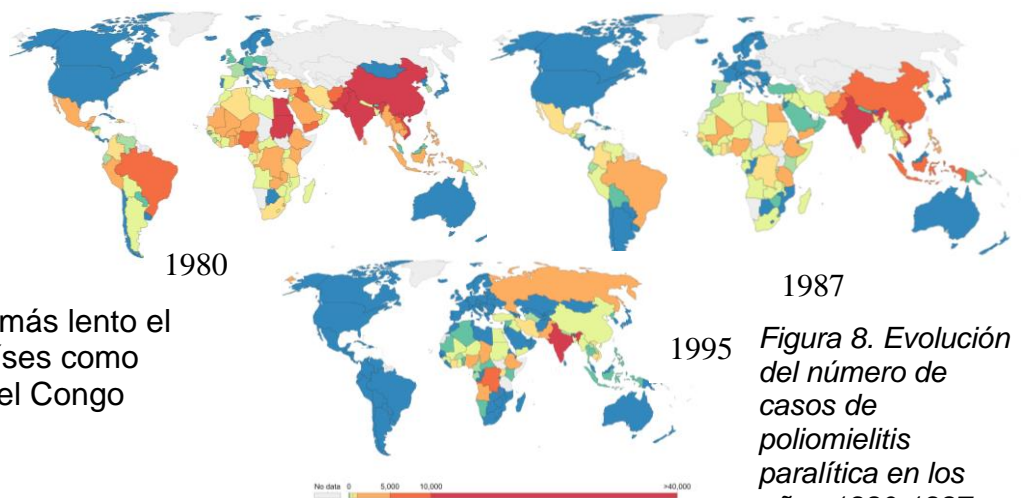 1980
1987
1995
más lento el
íses como
el Congo
Figura 8. Evolución
del número de
casos de
poliomielitis
paralítica en los
No data 0 5,000 10,000 >40,000